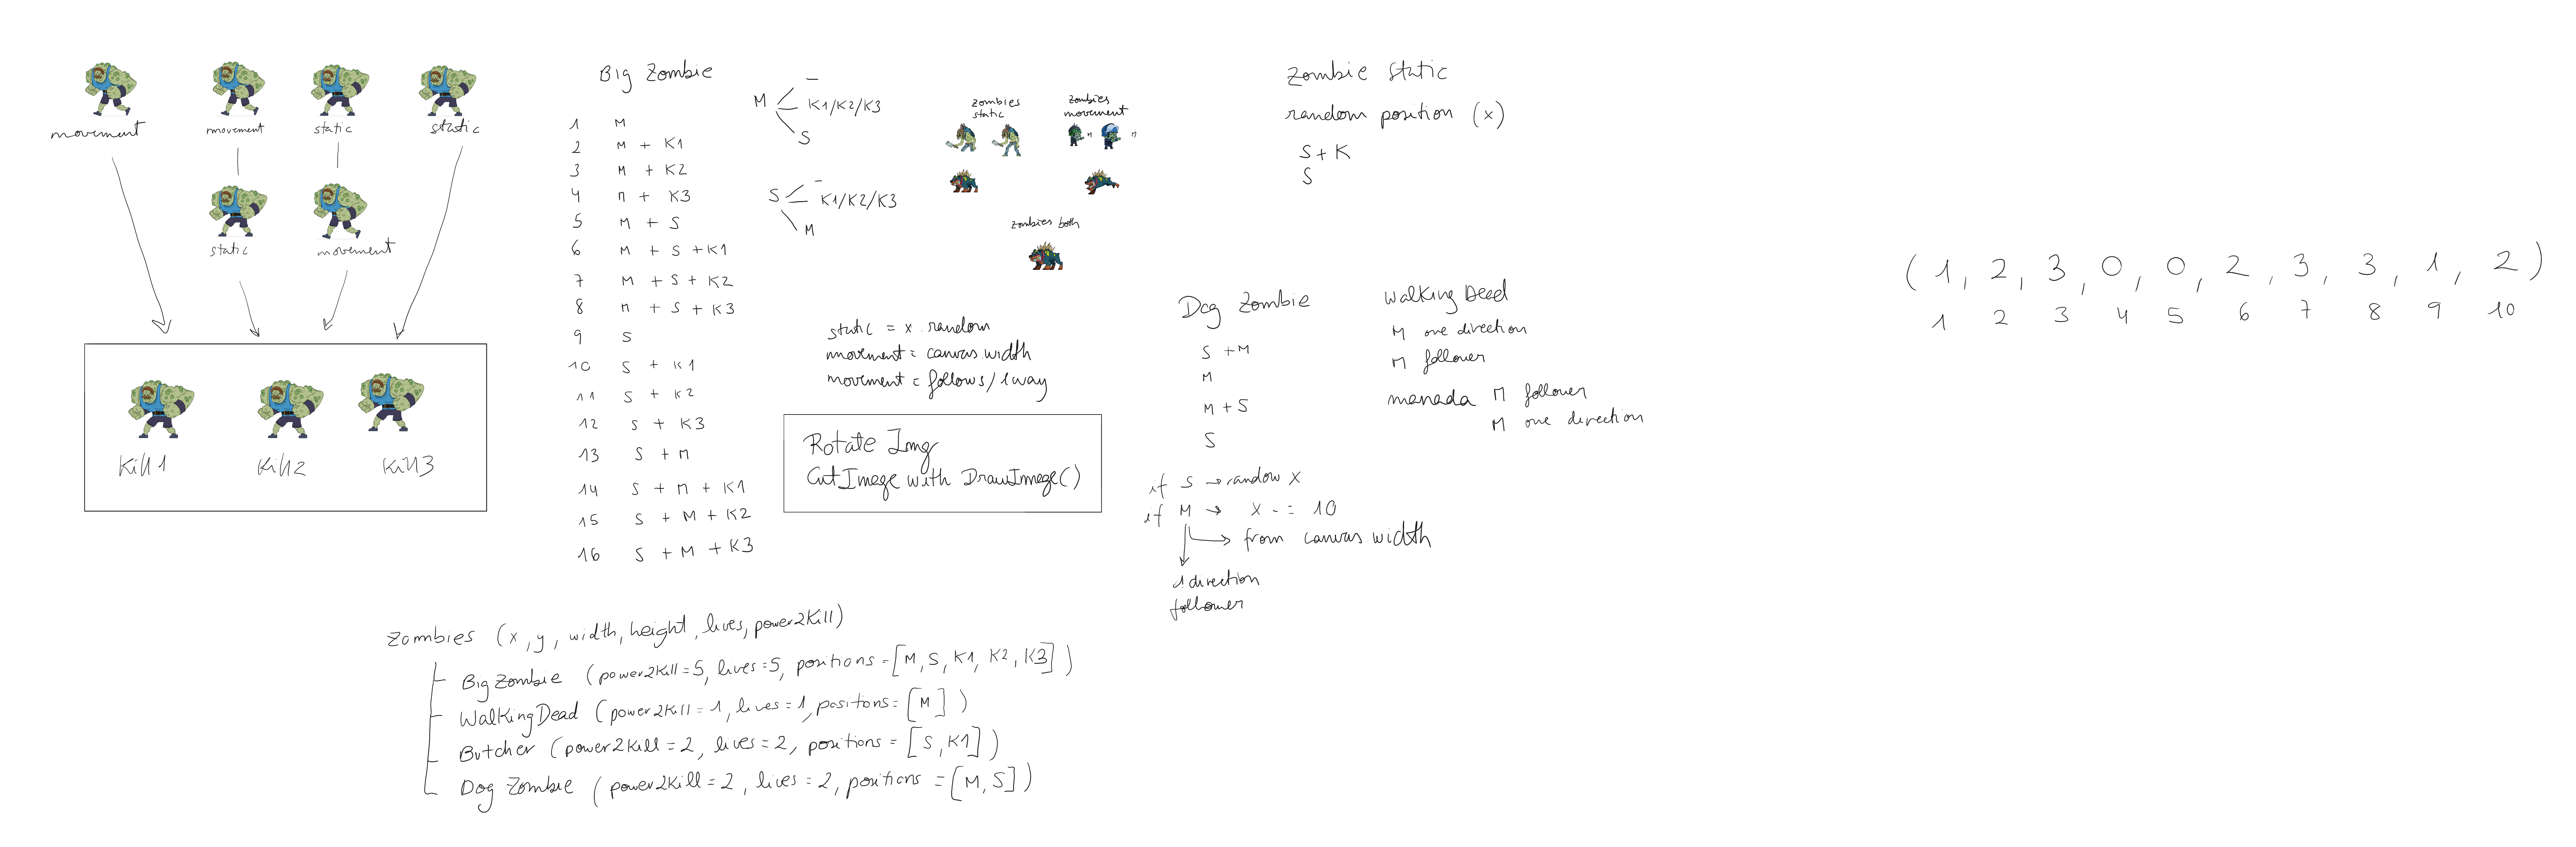 movement
movement
static
static
static
movement
Kill1
Kill2
Kill3
Big Zombie
1 M
2 M + K1
3 M + K2
4 M + K3
5 M + S
6 M + S + K1
7 M + S + K2
8 M + S + K3
9 S
10 S + K1
11 S + K2
12 S + K3
13 S + M
14 S + M + K1
15 S + M + K2
16 S + M + K3
M
–
K1/K2/K3
S
S
–
K1/K2/K3
M
zombies
static
zombies
movement
M
M
zombies both
static = x random
movement = canvas width
movement = follows/1way
Rotate Img
CutImage with DrawImage()
Zombie static
random position (x)
S + K
S
Dog Zombie
S + M
M
M + S
S
if S → random x
if M → x -= 10
from canvas width
1 direction
follower
Walking Dead
M one direction
M follower
manada M follower
M one direction
(1, 2, 3, 0, 0, 2, 3, 3, 1, 2)
1 2 3 4 5 6 7 8 9 10
Zombies (x, y, width, height, lives, power2Kill)
BigZombie (power2Kill = 5, lives = 5, positions = [M, S, K1, K2, K3])
WalkingDead (power2Kill = 1, lives = 1, positions = [M])
Butcher (power2Kill = 2, lives = 2, positions = [S, K1])
Dog Zombie (power2Kill = 2, lives = 2, positions = [M, S])